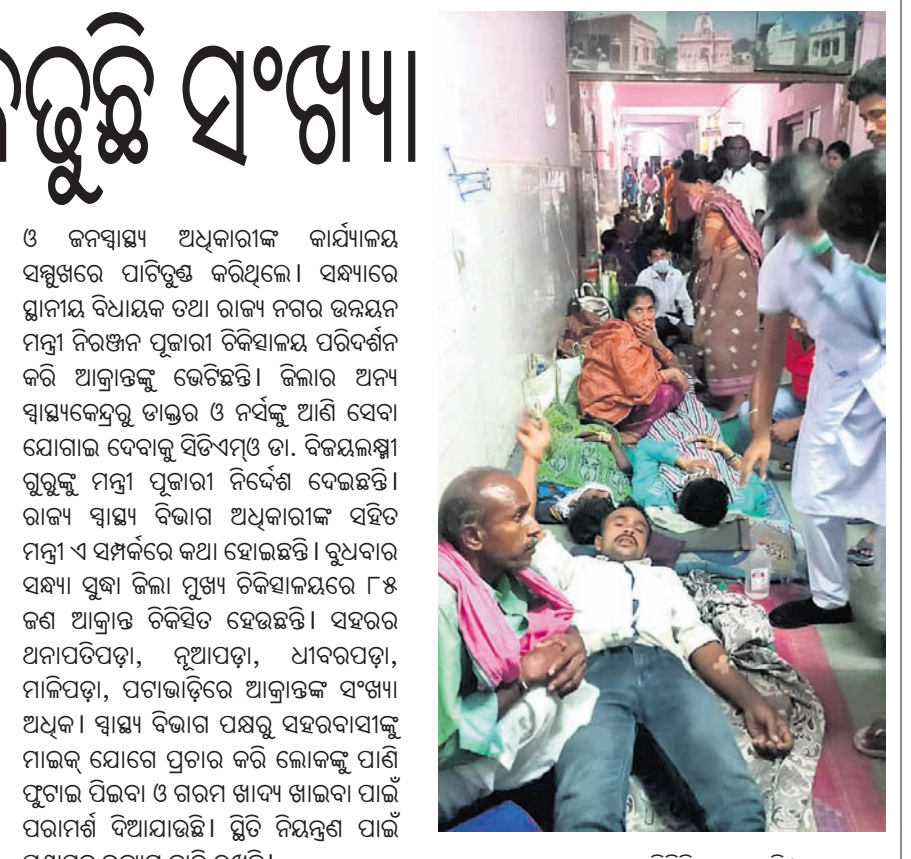 ସଂଖ୍ୟା
ଓ ଜନସ୍ୱାସ୍ଥ୍ୟ ଅଧିକାରୀଙ୍କ କାର୍ଯ୍ୟାଳୟ
ସମ୍ମୁଖରେ ପାଟିତୁଣ୍ଡ କରିଥିଲେ। ସନ୍ଧ୍ୟାରେ
ସ୍ଥାନୀୟ ବିଧାୟକ ତଥା ରାଜ୍ୟ ନଗର ଉନ୍ନୟନ
ମନ୍ତ୍ରୀ ନିରଞ୍ଜନ ପୂଜାରୀ ଚିକିତ୍ସାଳୟ ପରିଦର୍ଶନ
କରି ଆକ୍ରାନ୍ତଙ୍କୁ ଭେଟିଛନ୍ତି। ଜିଲାର ଅନ୍ୟ
ସ୍ୱାସ୍ଥ୍ୟକେନ୍ଦ୍ରରୁ ଡାକ୍ତର ଓ ନର୍ସଙ୍କୁ ଆଣି ସେବା
ଯୋଗାଇ ଦେବାକୁ ସିଡିଏମ୍‌ଓ ଡା. ବିଜୟଲକ୍ଷ୍ମୀ
ଗୁରୁଙ୍କୁ ମନ୍ତ୍ରୀ ପୂଜାରୀ ନିର୍ଦ୍ଦେଶ ଦେଇଛନ୍ତି।
ରାଜ୍ୟ ସ୍ୱାସ୍ଥ୍ୟ ବିଭାଗ ଅଧିକାରୀଙ୍କ ସହିତ
ମନ୍ତ୍ରୀ ଏ ସମ୍ପର୍କରେ କଥା ହୋଇଛନ୍ତି। ବୁଧବାର
ସନ୍ଧ୍ୟା ସୁଦ୍ଧା ଜିଲା ମୁଖ୍ୟ ଚିକିତ୍ସାଳୟରେ ୮୫
ଜଣ ଆକ୍ରାନ୍ତ ଚିକିତ୍ସିତ ହେଉଛନ୍ତି। ସହରର
ଥନାପତିପଡ଼ା, ନୂଆପଡ଼ା, ଧୀବରପଡ଼ା,
ମାଳିପଡ଼ା, ପଟାଭାଡ଼ିରେ ଆକ୍ରାନ୍ତଙ୍କ ସଂଖ୍ୟା
ଅଧିକ। ସ୍ୱାସ୍ଥ୍ୟ ବିଭାଗ ପକ୍ଷରୁ ସହରବାସୀଙ୍କୁ
ମାଇକ୍ ଯୋଗେ ପ୍ରଚାର କରି ଲୋକଙ୍କୁ ପାଣି
ଫୁଟାଇ ପିଇବା ଓ ଗରମ ଖାଦ୍ୟ ଖାଇବା ପାଇଁ
ପରାମର୍ଶ ଦିଆଯାଉଛି। ସ୍ଥିତି ନିୟନ୍ତ୍ରଣ ପାଇଁ